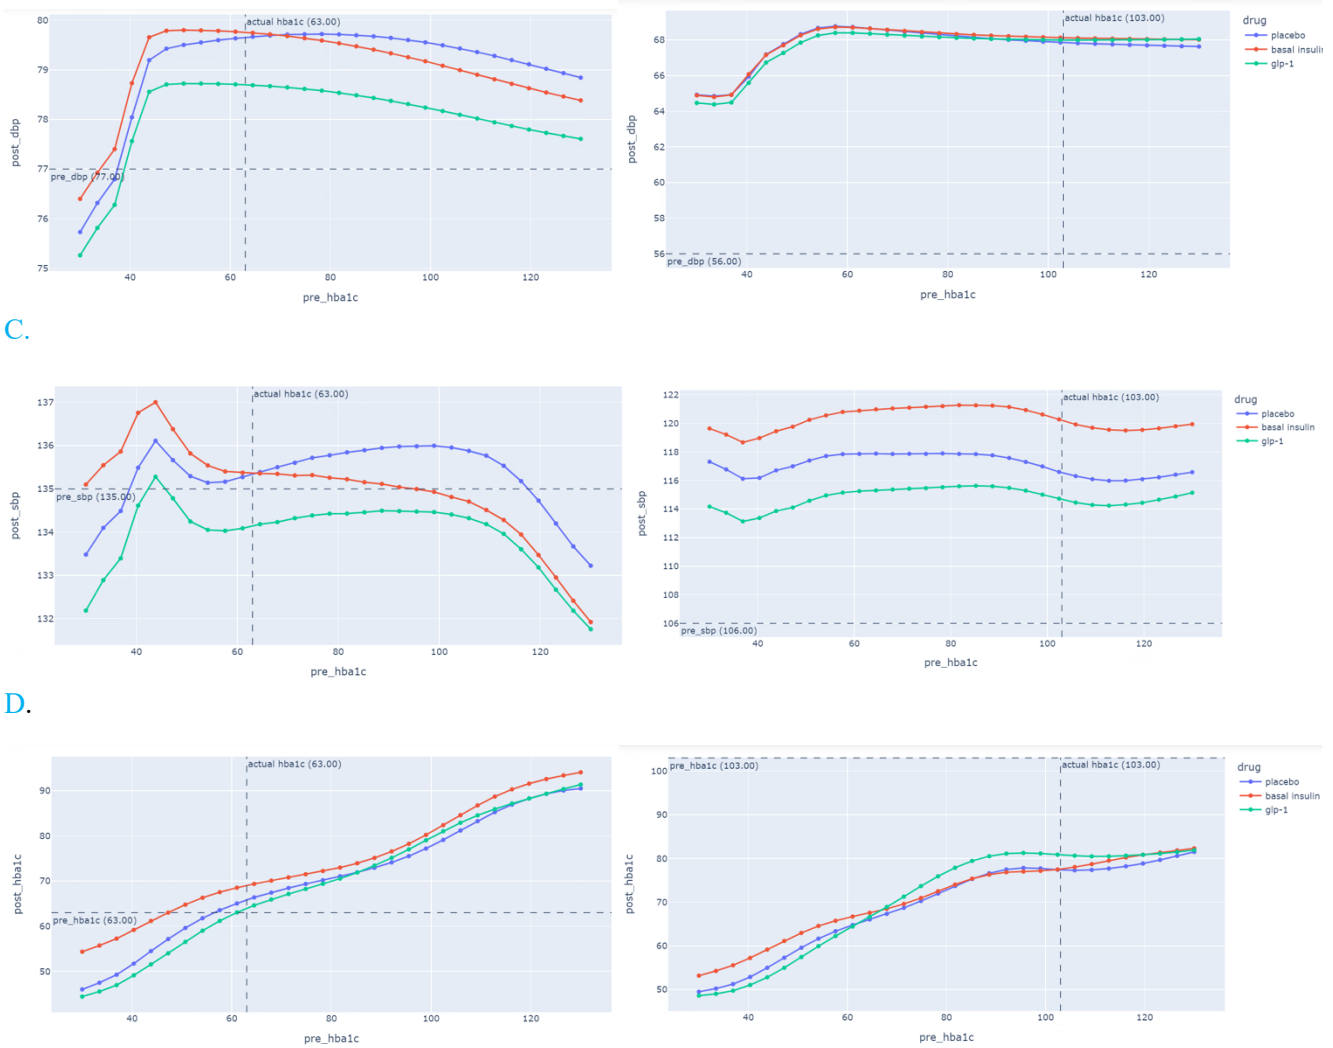 80
79
78
77
76
75
post_dbp
actual hba1c (63.00)
pre_dbp (77.00)
40
60
80
100
120
pre_hba1c
68
66
64
62
60
58
56
post_dbp
actual hba1c (103.00)
pre_dbp (56.00)
40
60
80
100
120
pre_hba1c
drug
placebo
basal insulin
glp-1
C.
137
136
135
134
133
132
post_sbp
actual hba1c (63.00)
pre_sbp (135.00)
40
60
80
100
120
pre_hba1c
122
120
118
116
114
112
110
108
106
post_sbp
actual hba1c (103.00)
pre_sbp (106.00)
40
60
80
100
120
pre_hba1c
drug
placebo
basal insulin
glp-1
D.
90
80
70
60
50
post_hba1c
actual hba1c (63.00)
pre_hba1c (63.00)
40
60
80
100
120
pre_hba1c
100
90
80
70
60
50
post_hba1c
pre_hba1c (103.00)
actual hba1c (103.00)
40
60
80
100
120
pre_hba1c
drug
placebo
basal insulin
glp-1